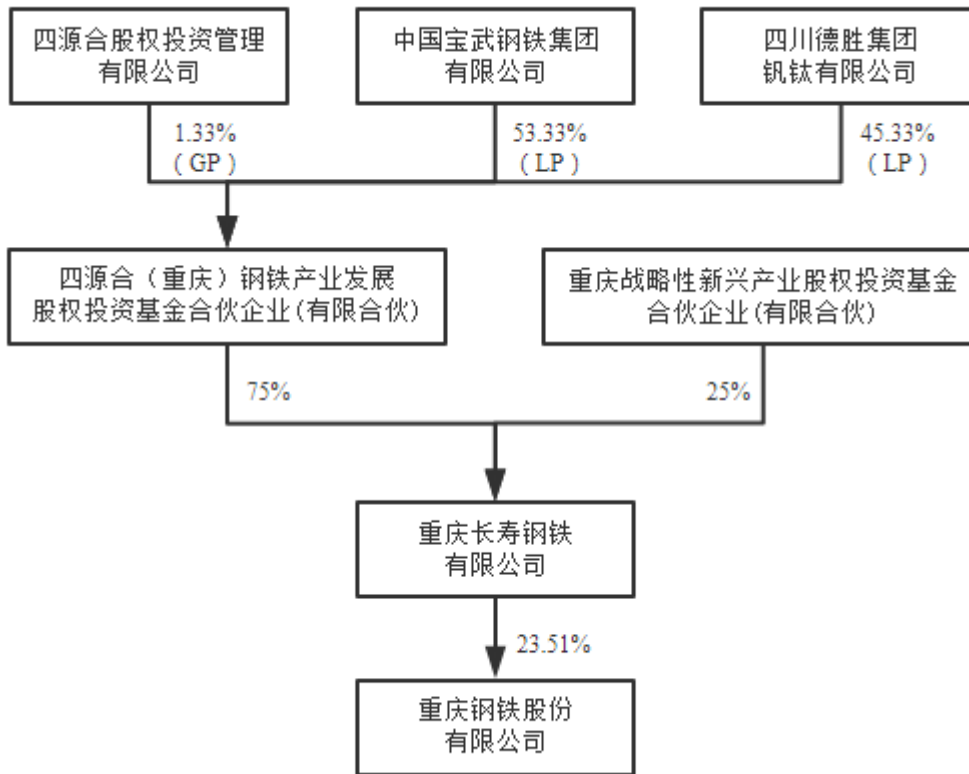 四源合股权投资管理
有限公司
中国宝武钢铁集团
有限公司
四川德胜集团
钒钛有限公司
1.33%
( GP )
53.33%
( LP )
45.33%
( LP )
四源合（重庆）钢铁产业发展
股权投资基金合伙企业(有限合伙)
重庆战略性新兴产业股权投资基金
合伙企业(有限合伙)
75%
25%
重庆长寿钢铁
有限公司
23.51%
重庆钢铁股份
有限公司